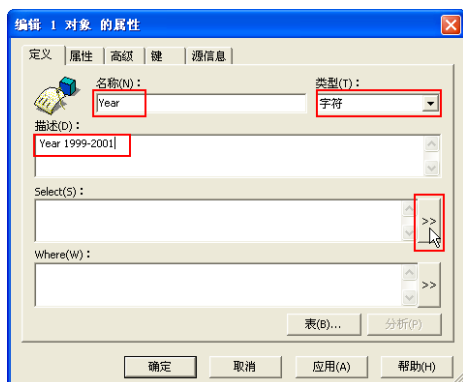 编辑 1 对象 的属性
定义 属性 高级 键 源信息
名称(N)： 类型(T)：
Year 字符
描述(D)：
Year 1999-2001
Select(S)：
>>
Where(W)：
>>
表(B)... 分析(P)
确定 取消 应用(A) 帮助(H)